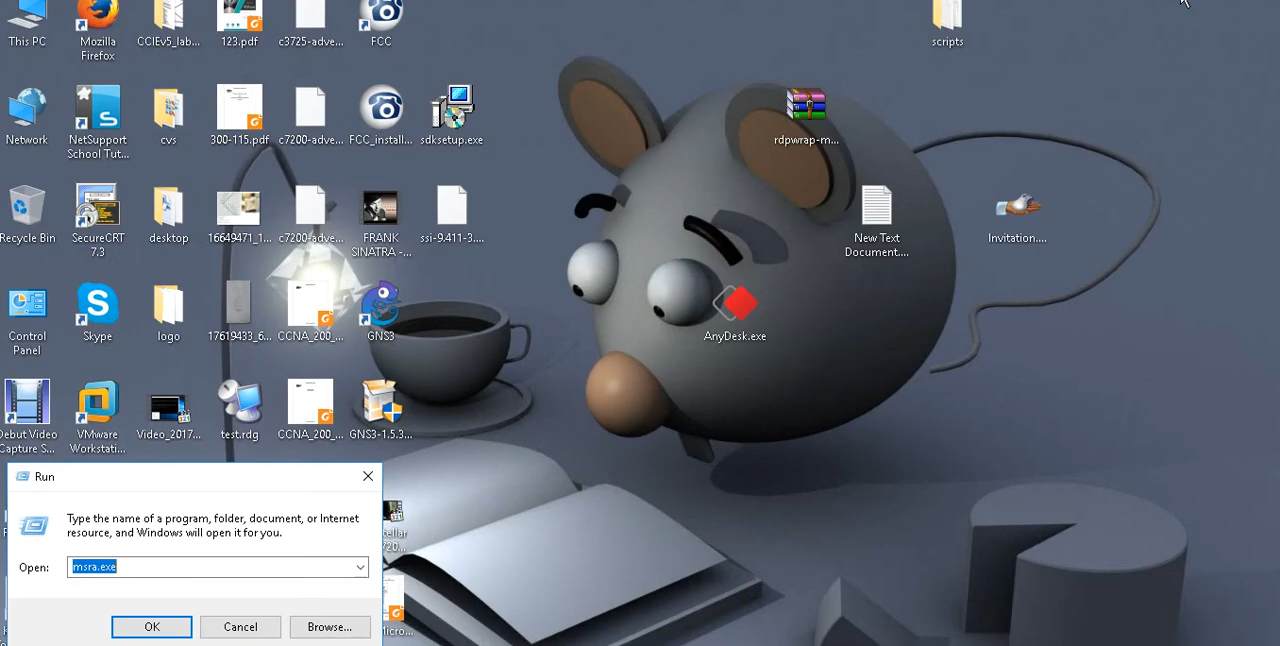 This PC
Mozilla
Firefox
CCIEv5_lab...
123.pdf
c3725-adve...
FCC
scripts
Network
NetSupport
School Tut...
cvs
300-115.pdf
c7200-adve...
FCC_install...
sdksetup.exe
rdpwrap-m...
Recycle Bin
SecureCRT
7.3
desktop
16649471_1...
c7200-adve...
FRANK
SINATRA -...
ssi-9.411-3....
New Text
Document....
Invitation....
Control
Panel
Skype
logo
17619433_6...
CCNA_200_...
GNS3
AnyDesk.exe
Debut Video
Capture S...
VMware
Workstati...
Video_2017...
test.rdg
CCNA_200_...
GNS3-1.5.3...
Run
Type the name of a program, folder, document, or Internet
resource, and Windows will open it for you.
Open:
msra.exe
OK
Cancel
Browse...